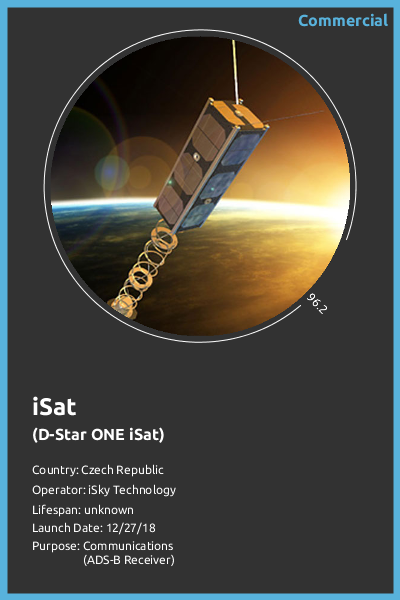 Commercial
96.2
iSat
(D-Star ONE iSat)
Country: Czech Republic
Operator: iSky Technology
Lifespan: unknown
Launch Date: 12/27/18
Purpose: Communications
(ADS-B Receiver)